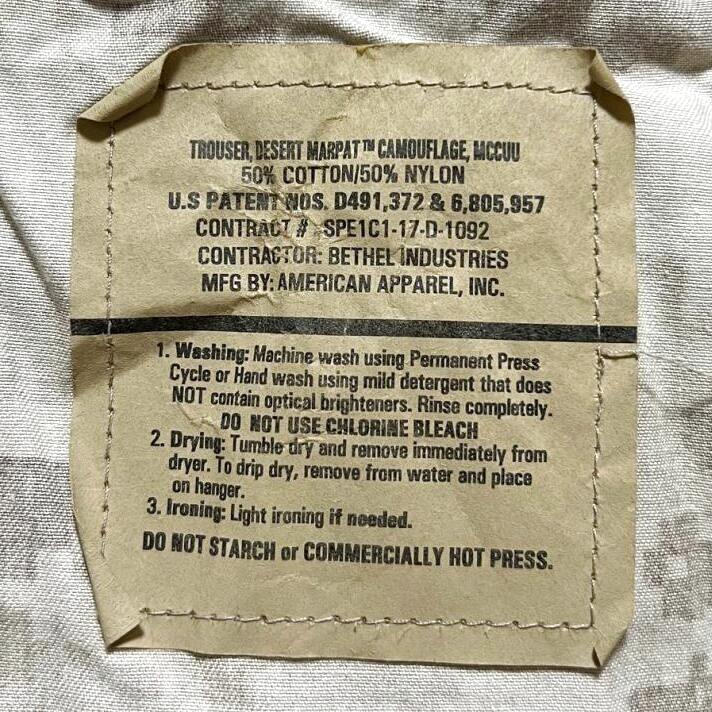 TROUSER, DESERT MARPAT™ CAMOUFLAGE, MCCUU
50% COTTON/50% NYLON
U.S PATENT NOS. D491,372 & 6,805,957
CONTRACT # SPE1C1-17-D-1092
CONTRACTOR: BETHEL INDUSTRIES
MFG BY: AMERICAN APPAREL, INC.
1. Washing: Machine wash using Permanent Press
Cycle or Hand wash using mild detergent that does
NOT contain optical brighteners. Rinse completely.
DO NOT USE CHLORINE BLEACH
2. Drying: Tumble dry and remove immediately from
dryer. To drip dry, remove from water and place
on hanger.
3. Ironing: Light ironing if needed.
DO NOT STARCH or COMMERCIALLY HOT PRESS.